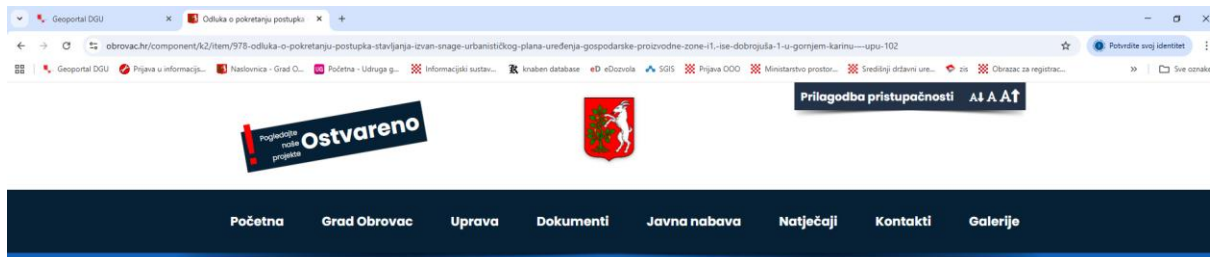 Geoportal DGU
Odluka o pokretanju postupka
obrovac.hr/component/k2/item/978-odluka-o-pokretanju-postupka-stavljanja-izvan-snage-urbanističkog-plana-uređenja-gospodarske-proizvodne-zone-i1,-ise-dobrojuša-1-u-gornjem-karinu---upu-102
Potvrdite svoj identitet
Geoportal DGU Prijava u informacijs... Naslovnica - Grad O... Početna - Udruga g... Informacijski sustav... knaben database eD eDozvola SGIS Prijava OOO Ministarstvo prostor... Središnji državni ure... zis Obrazac za registrac... » Sve oznake
Prilagodba pristupačnosti A A A
Pogledajte
naše
projekte
! Ostvareno
Početna Grad Obrovac Uprava Dokumenti Javna nabava Natječaji Kontakti Galerije